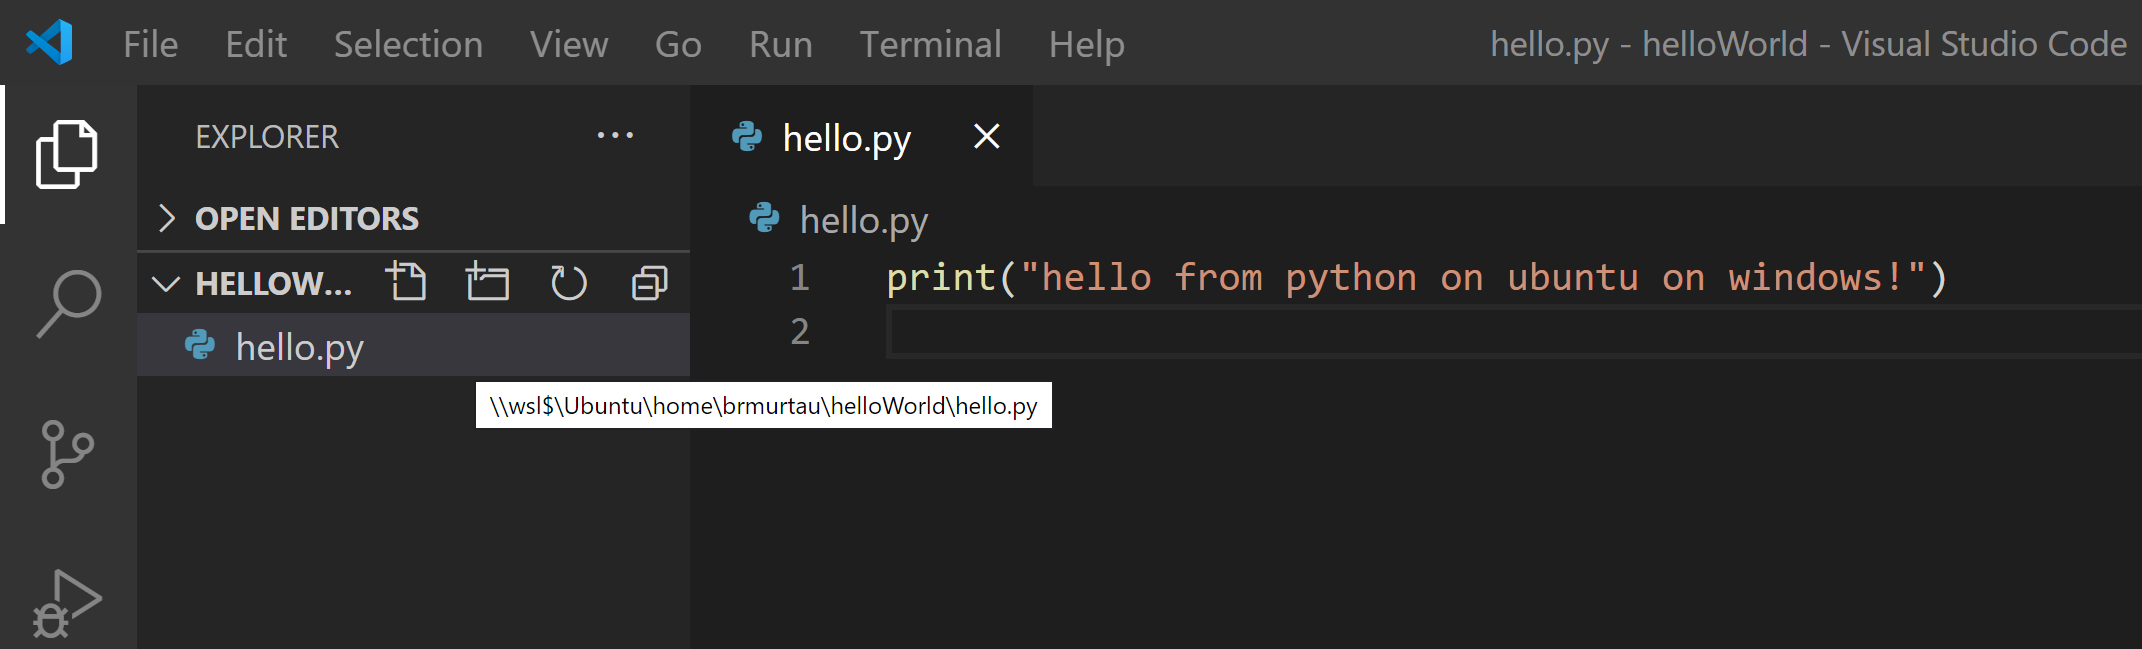 File Edit Selection View Go Run Terminal Help hello.py - helloWorld - Visual Studio Code
EXPLORER
OPEN EDITORS
HELLOW...
hello.py
\\wsl$\Ubuntu\home\brmurtau\helloWorld\hello.py
hello.py
hello.py
1 print("hello from python on ubuntu on windows!")
2